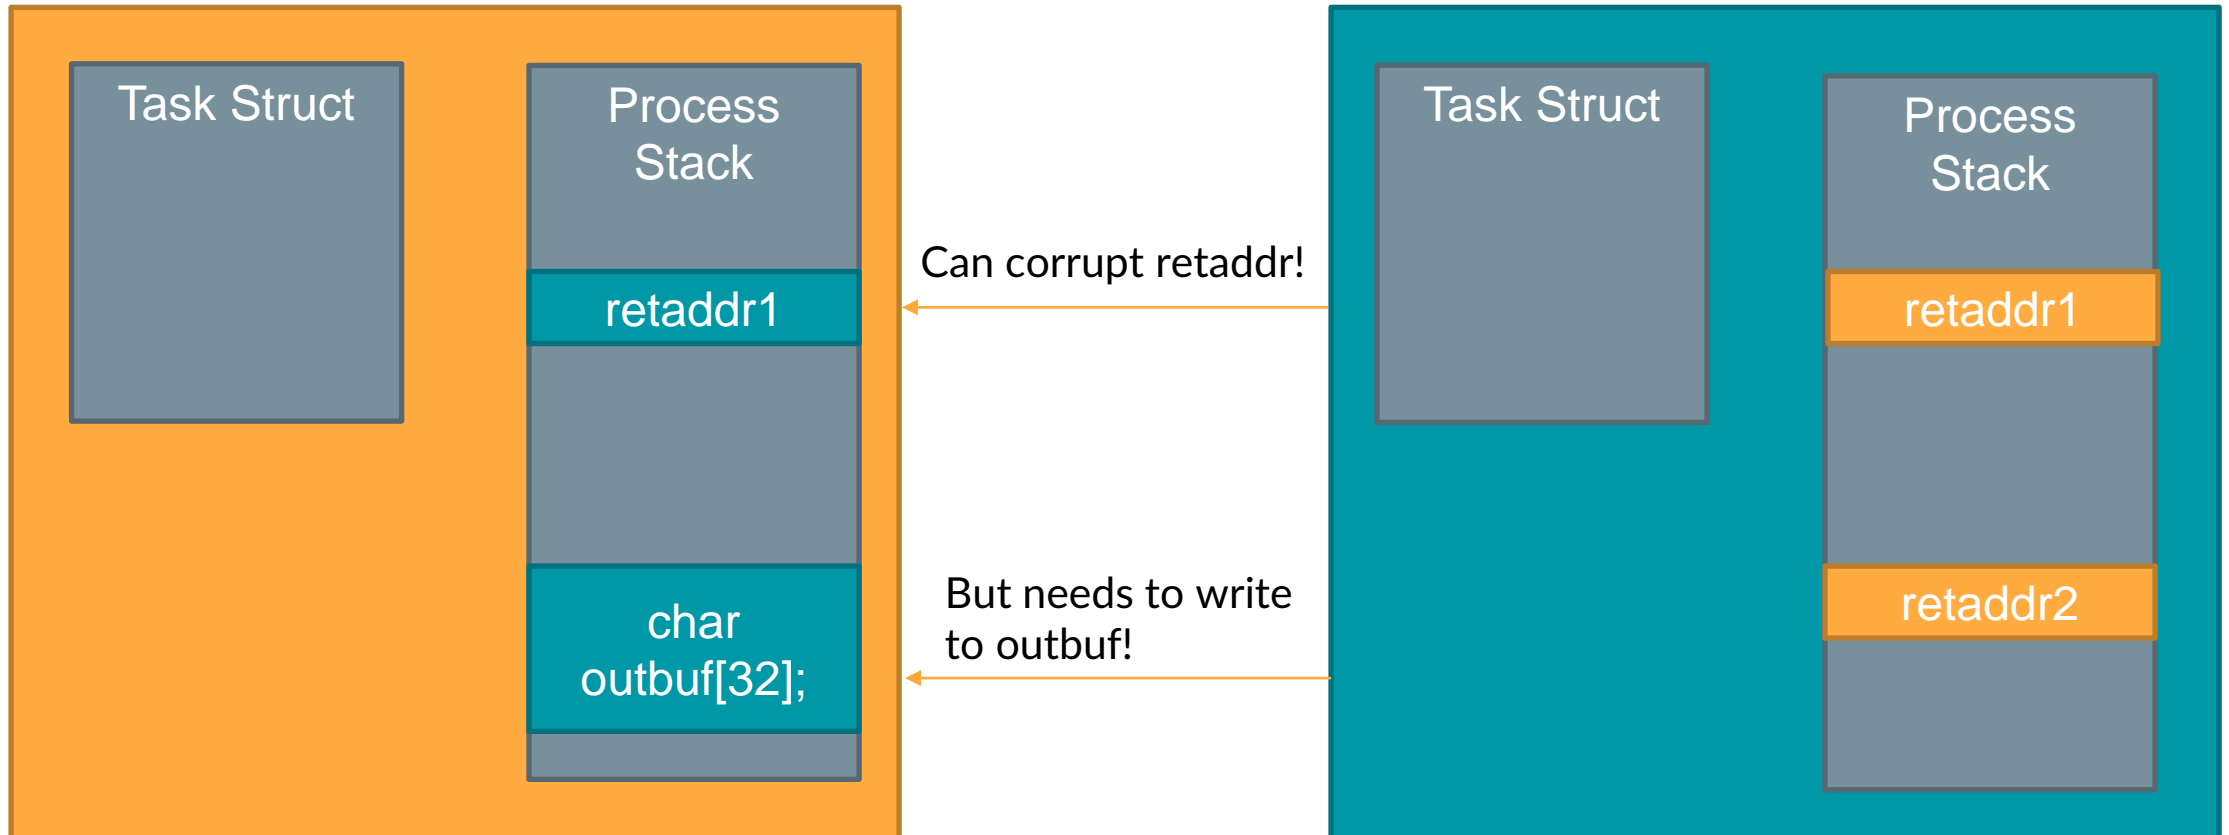 Task Struct
Process
Stack
retaddr1
char
outbuf[32];
Can corrupt retaddr!
But needs to write
to outbuf!
Task Struct
Process
Stack
retaddr1
retaddr2